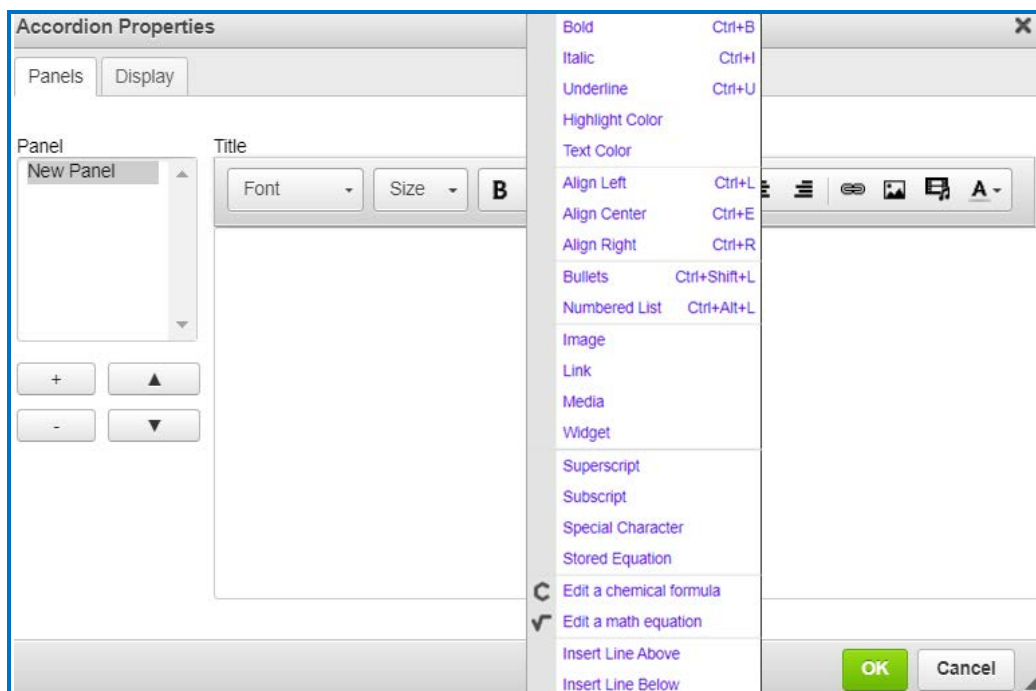 Accordion Properties
Panels Display
Panel
New Panel
+
-
Title
Font Size B
A
Bold Ctrl+B
Italic Ctrl+I
Underline Ctrl+U
Highlight Color
Text Color
Align Left Ctrl+L
Align Center Ctrl+E
Align Right Ctrl+R
Bullets Ctrl+Shift+L
Numbered List Ctrl+Alt+L
Image
Link
Media
Widget
Superscript
Subscript
Special Character
Stored Equation
Edit a chemical formula
Edit a math equation
Insert Line Above
Insert Line Below
OK Cancel